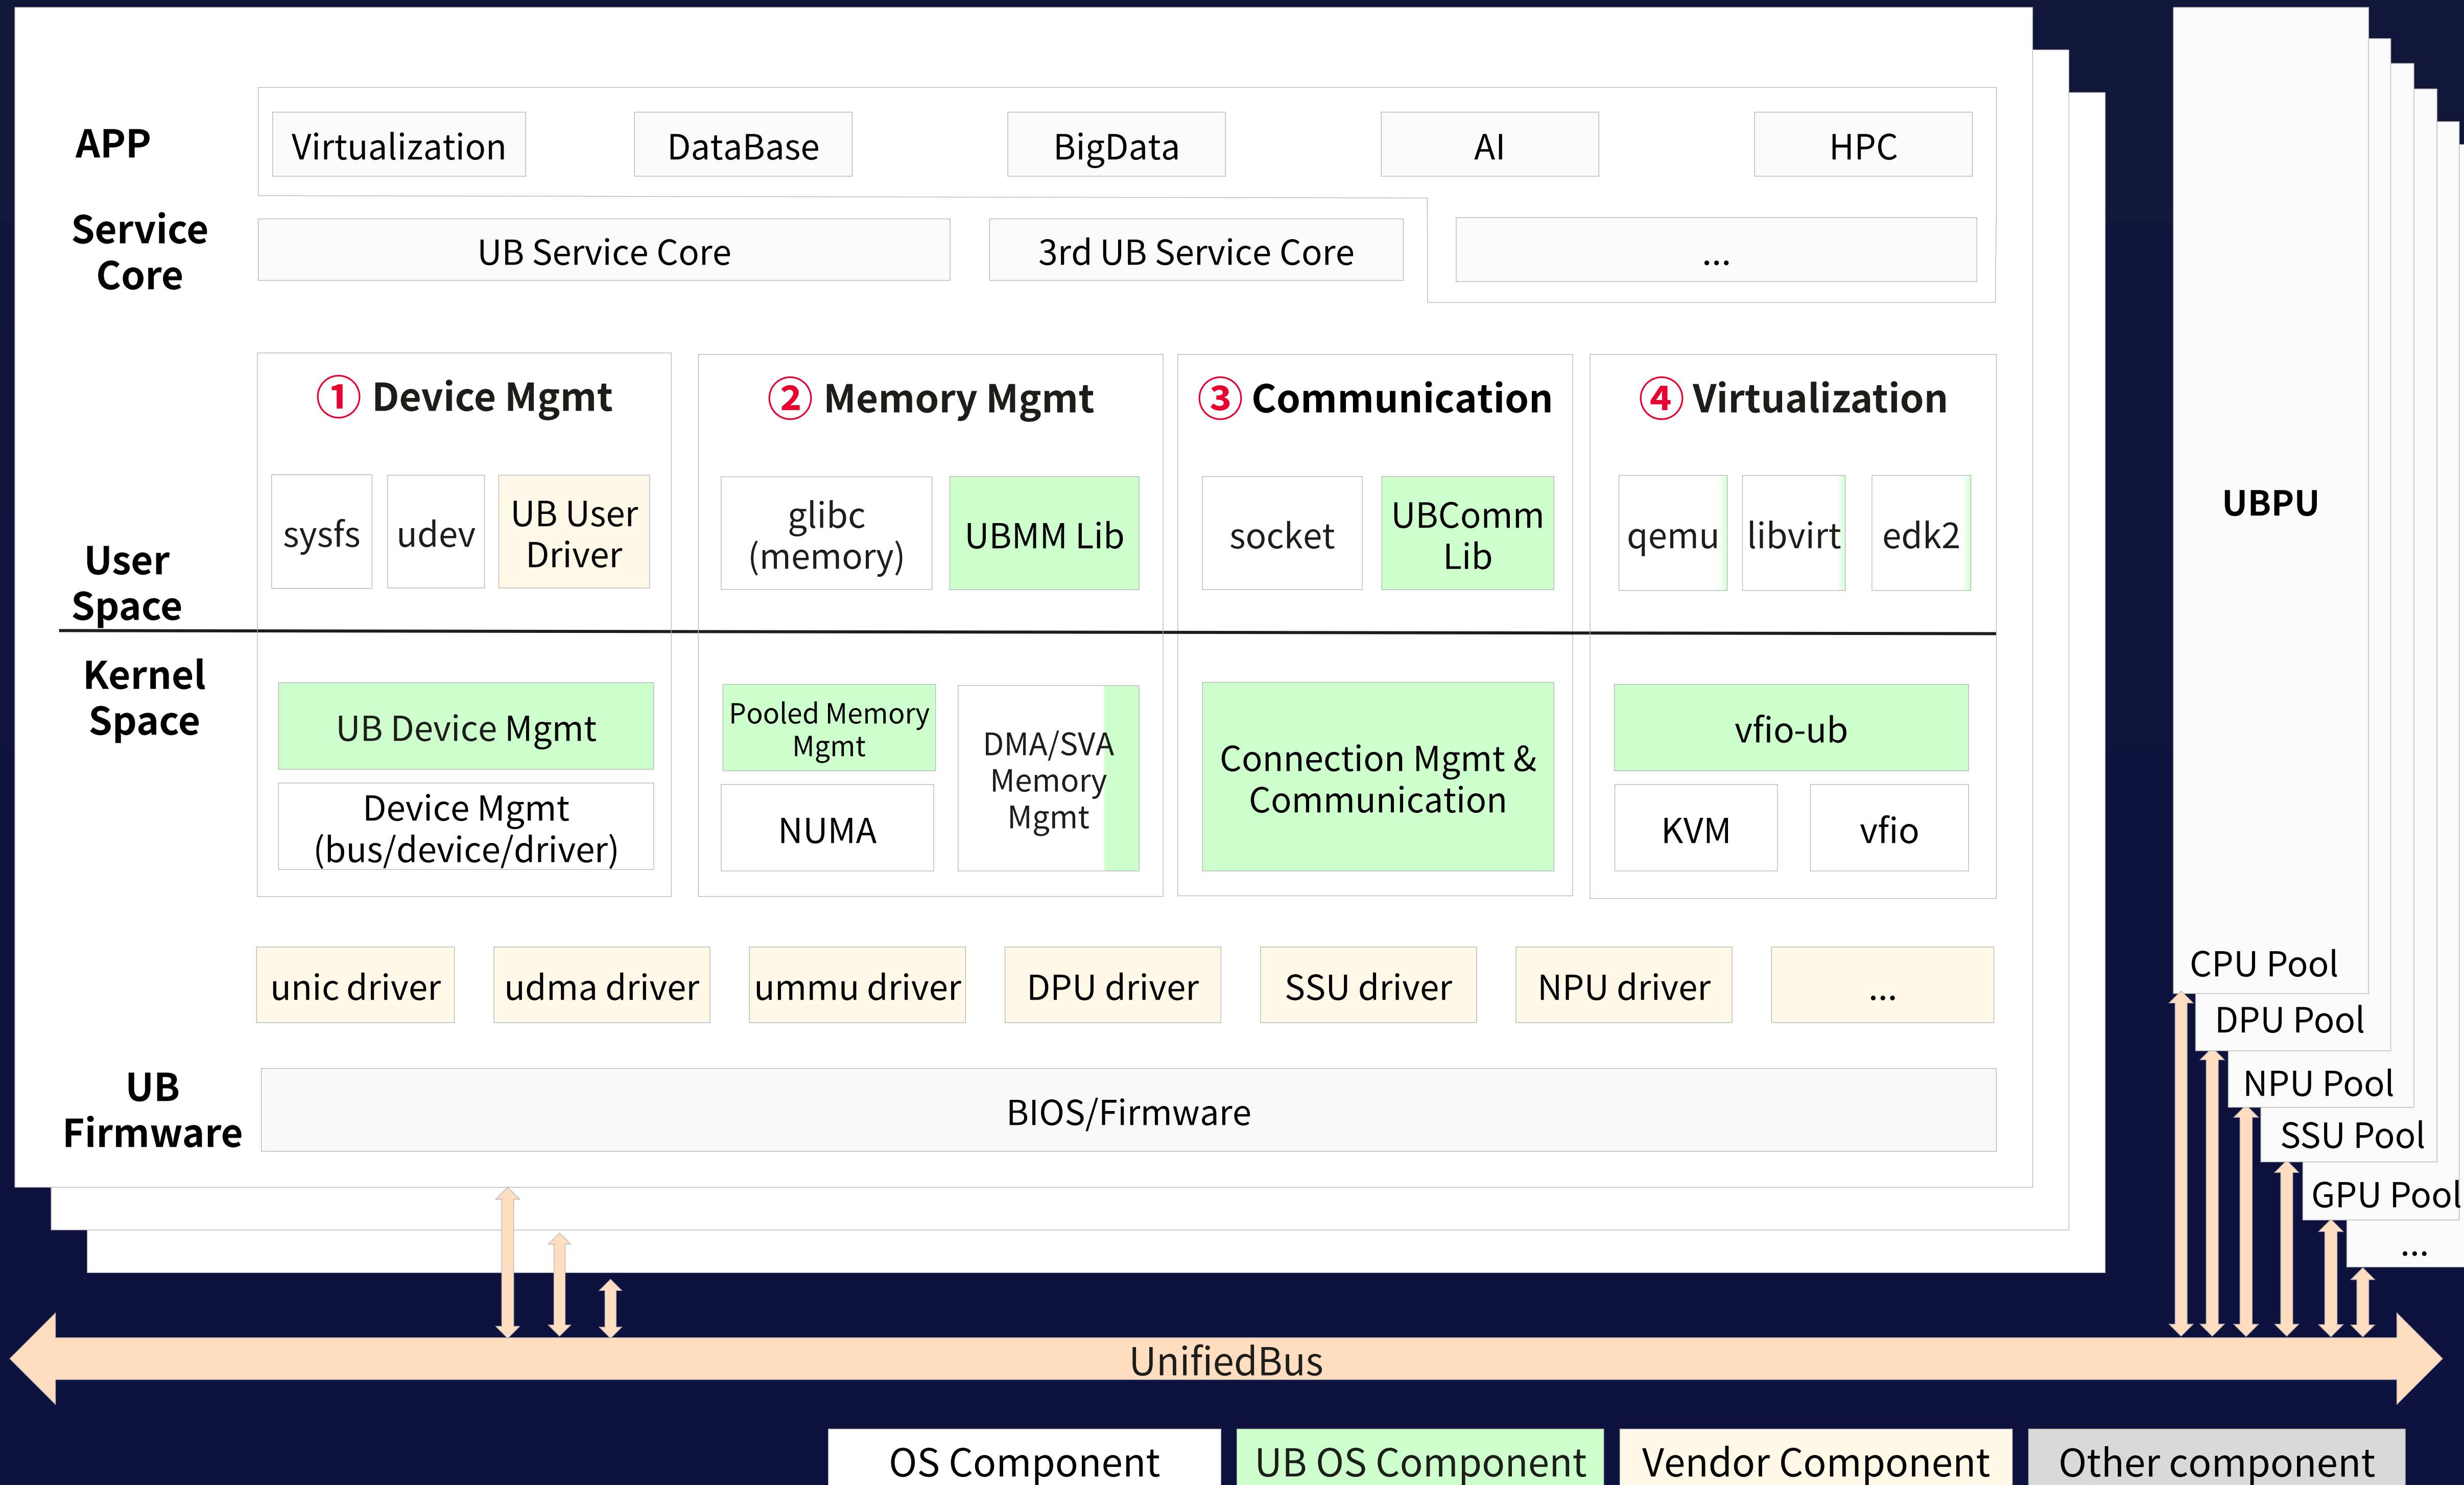 APP
Virtualization
DataBase
BigData
AI
HPC
Service
Core
UB Service Core
3rd UB Service Core
...
① Device Mgmt
② Memory Mgmt
③ Communication
④ Virtualization
User
Space
sysfs
udev
UB User
Driver
glibc
(memory)
UBMM Lib
socket
UBComm
Lib
qemu
libvirt
edk2
Kernel
Space
UB Device Mgmt
Device Mgmt
(bus/device/driver)
Pooled Memory
Mgmt
NUMA
DMA/SVA
Memory
Mgmt
Connection Mgmt &
Communication
vfio-ub
KVM
vfio
unic driver
udma driver
ummu driver
DPU driver
SSU driver
NPU driver
...
UB
Firmware
BIOS/Firmware
UBPU
CPU Pool
DPU Pool
NPU Pool
SSU Pool
GPU Pool
...
UnifiedBus
OS Component
UB OS Component
Vendor Component
Other component